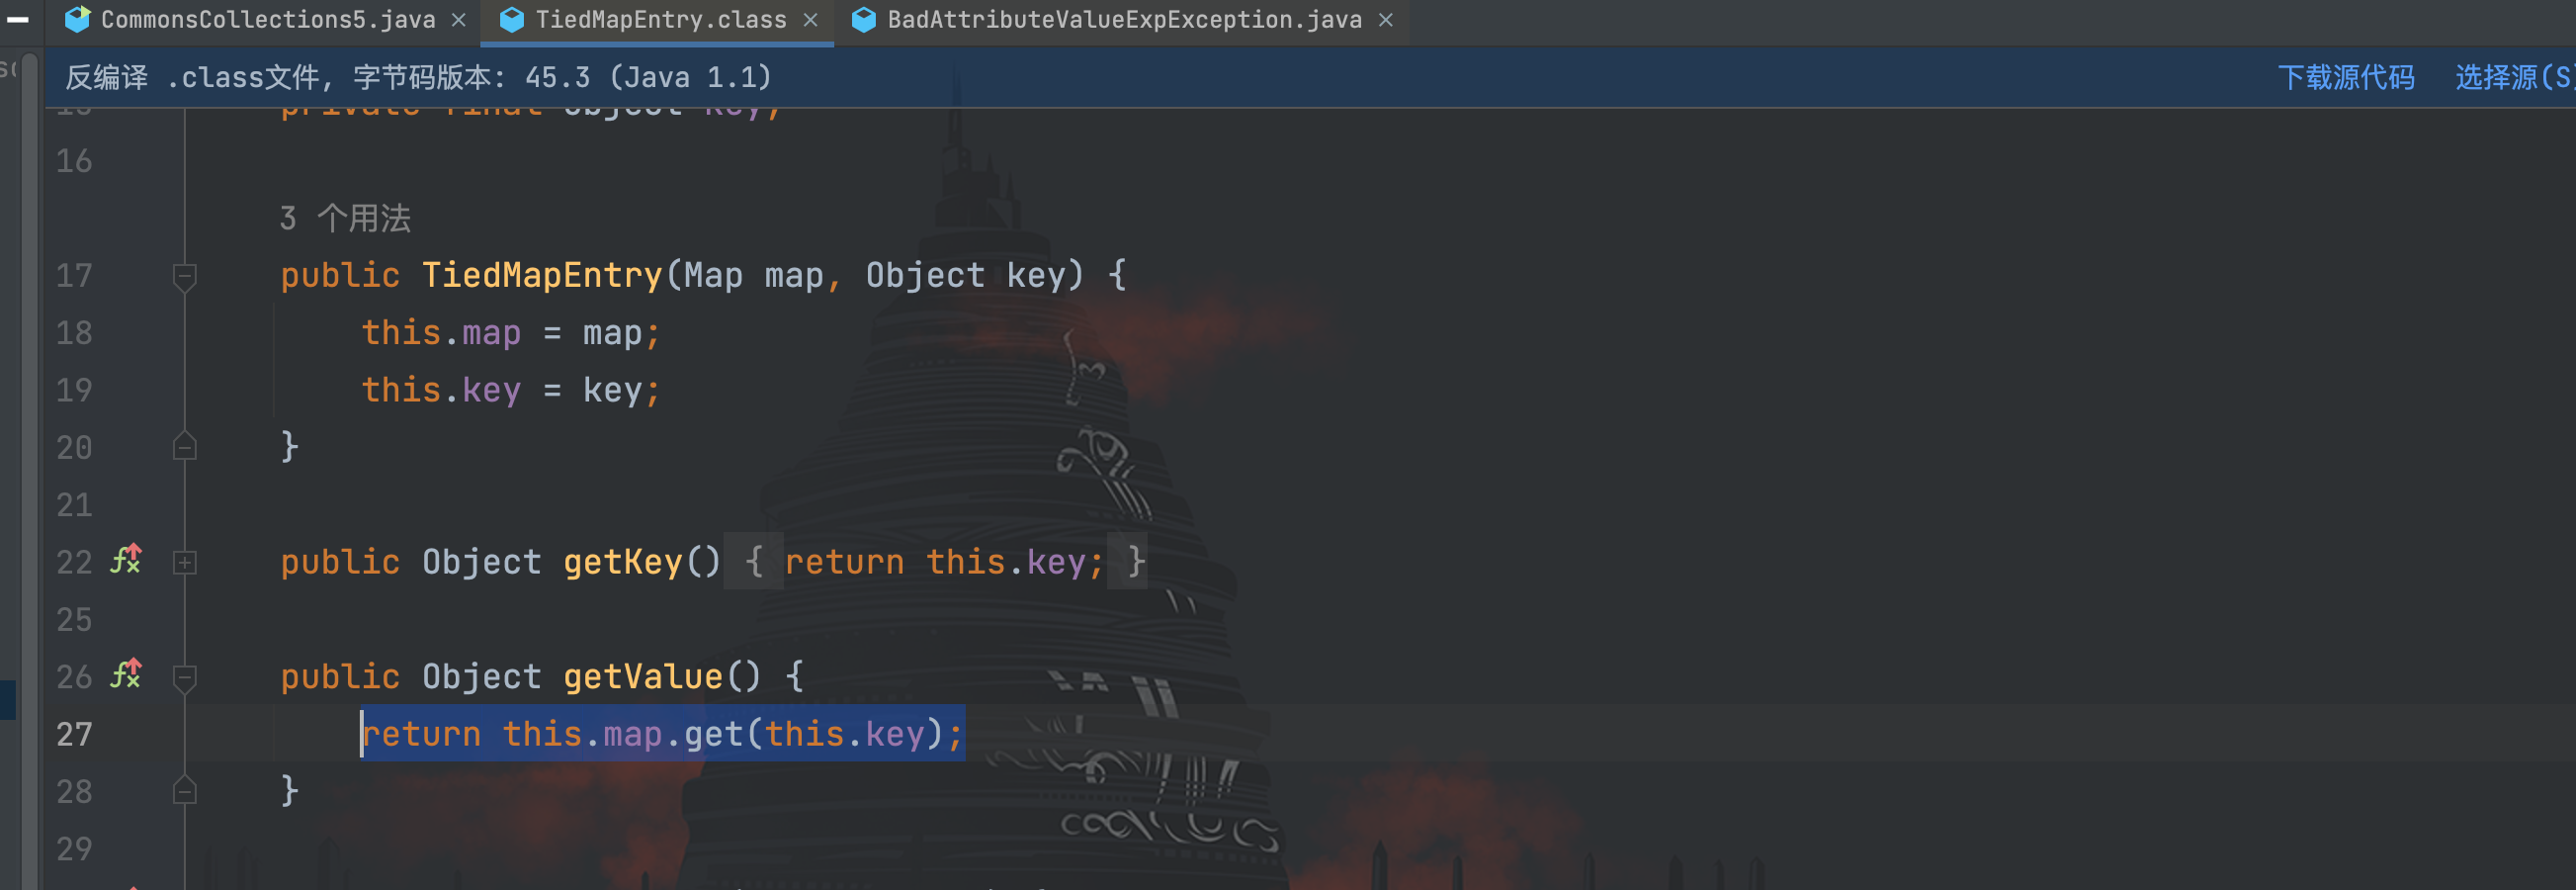 CommonsCollections5.java
TiedMapEntry.class
BadAttributeValueExpException.java
反编译 .class文件, 字节码版本: 45.3 (Java 1.1)
下载源代码
选择源(S)
private final Object key;
16
3 个用法
17 public TiedMapEntry(Map map, Object key) {
18 this.map = map;
19 this.key = key;
20 }
21
22 public Object getKey() { return this.key; }
25
26 public Object getValue() {
27 return this.map.get(this.key);
28 }
29